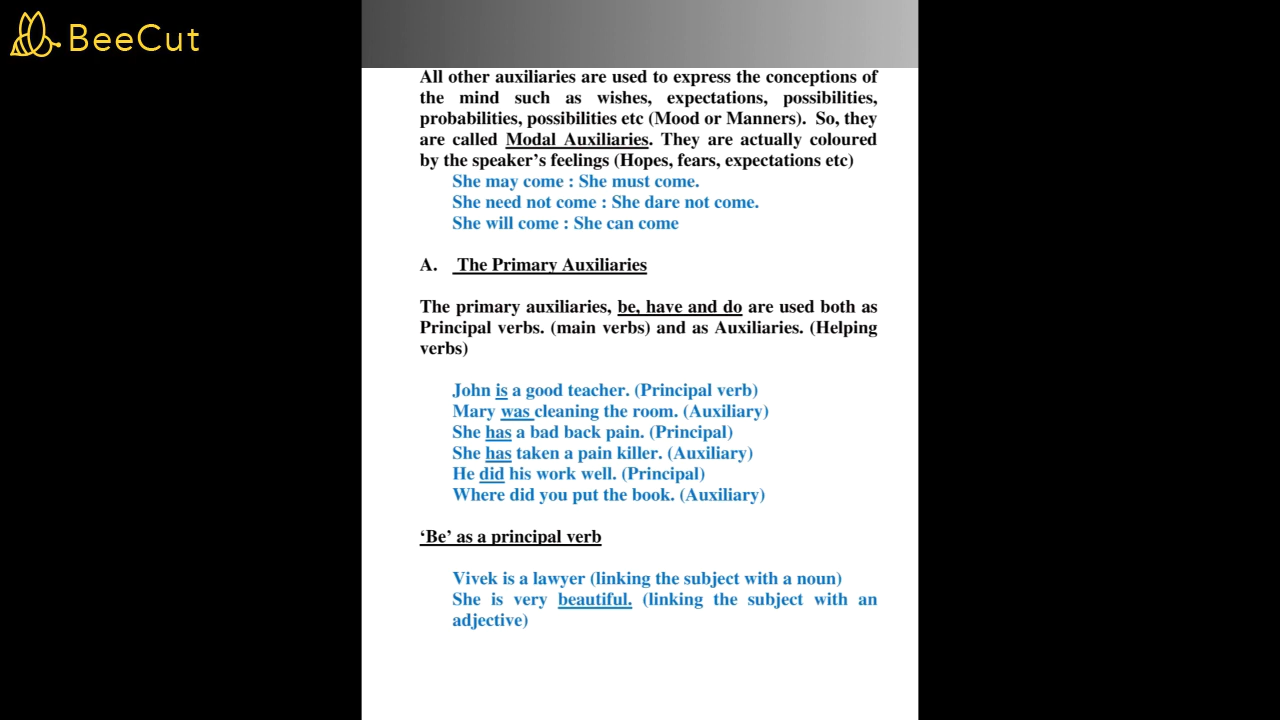 BeeCut
All other auxiliaries are used to express the conceptions of
the mind such as wishes, expectations, possibilities,
probabilities, possibilities etc (Mood or Manners). So, they
are called Modal Auxiliaries. They are actually coloured
by the speaker’s feelings (Hopes, fears, expectations etc)
She may come : She must come.
She need not come : She dare not come.
She will come : She can come
A. The Primary Auxiliaries
The primary auxiliaries, be, have and do are used both as
Principal verbs. (main verbs) and as Auxiliaries. (Helping
verbs)
John is a good teacher. (Principal verb)
Mary was cleaning the room. (Auxiliary)
She has a bad back pain. (Principal)
She has taken a pain killer. (Auxiliary)
He did his work well. (Principal)
Where did you put the book. (Auxiliary)
‘Be’ as a principal verb
Vivek is a lawyer (linking the subject with a noun)
She is very beautiful. (linking the subject with an
adjective)